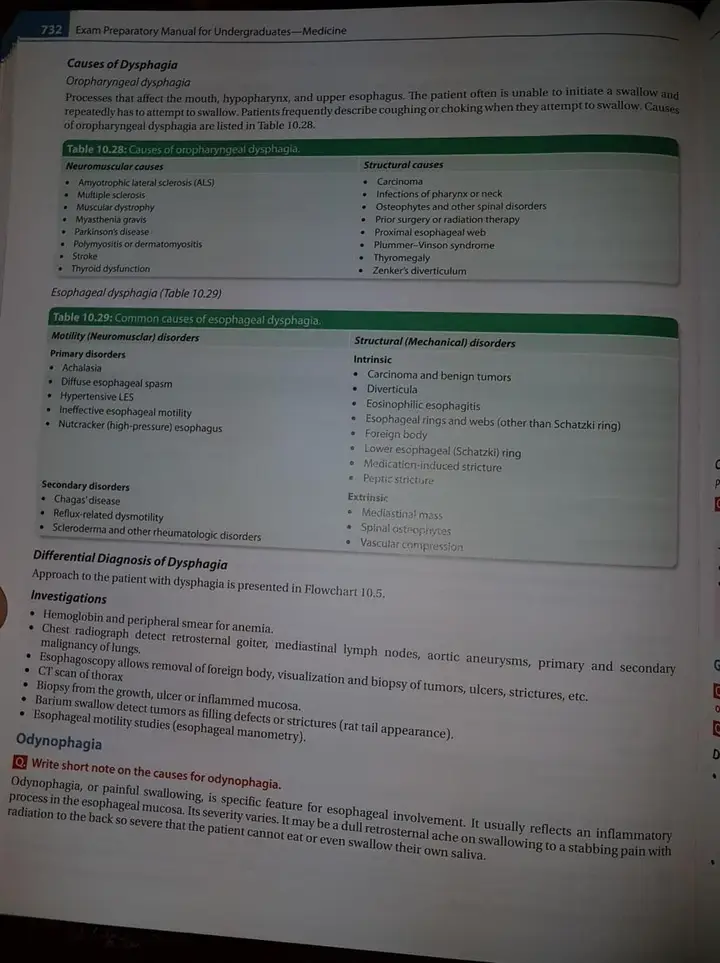 732 Exam Preparatory Manual for Undergraduates—Medicine
Causes of Dysphagia
Oropharyngeal dysphagia
Processes that affect the mouth, hypopharynx, and upper esophagus. The patient often is unable to initiate a swallow and
repeatedly has to attempt to swallow. Patients frequently describe coughing or choking when they attempt to swallow. Causes
of oropharyngeal dysphagia are listed in Table 10.28.
Table 10.28: Causes of oropharyngeal dysphagia.
Neuromuscular causes
• Amyotrophic lateral sclerosis (ALS)
• Multiple sclerosis
• Muscular dystrophy
• Myasthenia gravis
• Parkinson's disease
• Polymyositis or dermatomyositis
• Stroke
• Thyroid dysfunction
Structural causes
• Carcinoma
• Infections of pharynx or neck
• Osteophytes and other spinal disorders
• Prior surgery or radiation therapy
• Proximal esophageal web
• Plummer–Vinson syndrome
• Thyromegaly
• Zenker's diverticulum
Esophageal dysphagia (Table 10.29)
Table 10.29: Common causes of esophageal dysphagia.
Motility (Neuromusclar) disorders
Primary disorders
• Achalasia
• Diffuse esophageal spasm
• Hypertensive LES
• Ineffective esophageal motility
• Nutcracker (high-pressure) esophagus
Secondary disorders
• Chagas' disease
• Reflux-related dysmotility
• Scleroderma and other rheumatologic disorders
Structural (Mechanical) disorders
Intrinsic
• Carcinoma and benign tumors
• Diverticula
• Eosinophilic esophagitis
• Esophageal rings and webs (other than Schatzki ring)
• Foreign body
• Lower esophageal (Schatzki) ring
• Medication-induced stricture
• Peptic stricture
Extrinsic
• Mediastinal mass
• Spinal osteophytes
• Vascular compression
Differential Diagnosis of Dysphagia
Approach to the patient with dysphagia is presented in Flowchart 10.5.
Investigations
• Hemoglobin and peripheral smear for anemia.
• Chest radiograph detect retrosternal goiter, mediastinal lymph nodes, aortic aneurysms, primary and secondary
malignancy of lungs.
• Esophagoscopy allows removal of foreign body, visualization and biopsy of tumors, ulcers, strictures, etc.
• CT scan of thorax
• Biopsy from the growth, ulcer or inflammed mucosa.
• Barium swallow detect tumors as filling defects or strictures (rat tail appearance).
• Esophageal motility studies (esophageal manometry).
Odynophagia
Q. Write short note on the causes for odynophagia.
Odynophagia, or painful swallowing, is specific feature for esophageal involvement. It usually reflects an inflammatory
process in the esophageal mucosa. Its severity varies. It may be a dull retrosternal ache on swallowing to a stabbing pain with
radiation to the back so severe that the patient cannot eat or even swallow their own saliva.